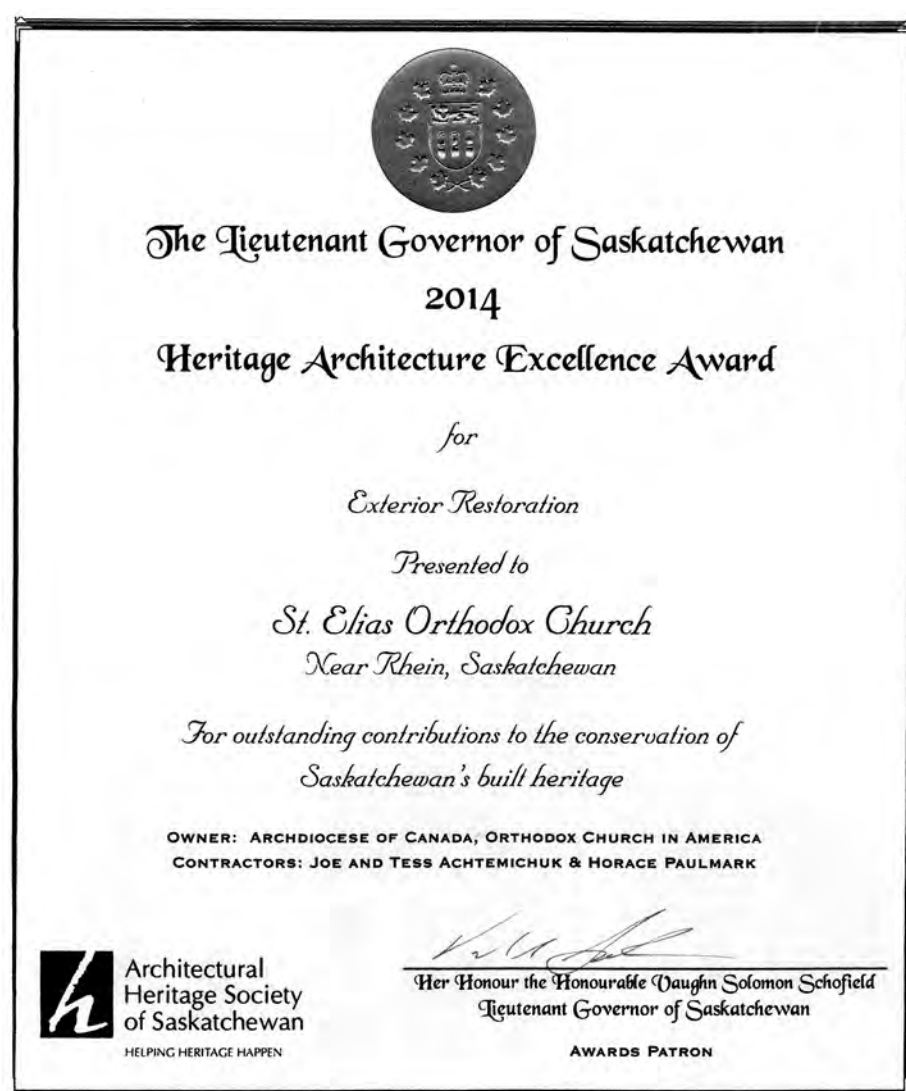 The Lieutenant Governor of Saskatchewan
2014
Heritage Architecture Excellence Award
for
Exterior Restoration
Presented to
St. Elias Orthodox Church
Near Rhein, Saskatchewan
For outstanding contributions to the conservation of
Saskatchewan's built heritage
OWNER: ARCHDIOCESE OF CANADA, ORTHODOX CHURCH IN AMERICA
CONTRACTORS: JOE AND TESS ACHTEMICHUK & HORACE PAULMARK
h
Architectural
Heritage Society
of Saskatchewan
HELPING HERITAGE HAPPEN
Her Honour the Honourable Vaughn Solomon Schofield
Lieutenant Governor of Saskatchewan
AWARDS PATRON